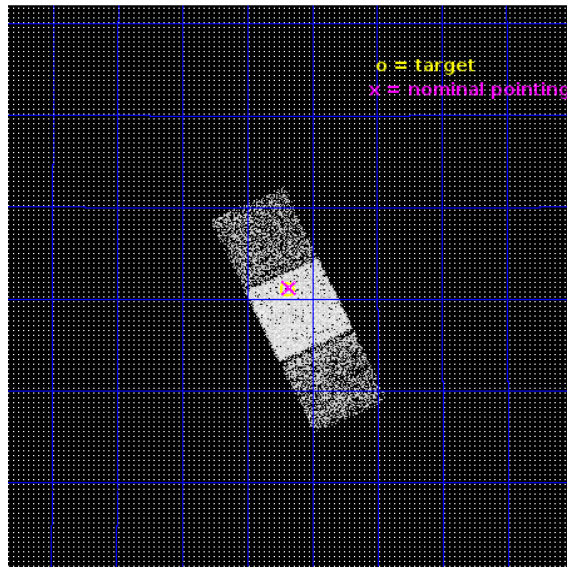 o = target
x = nominal pointing